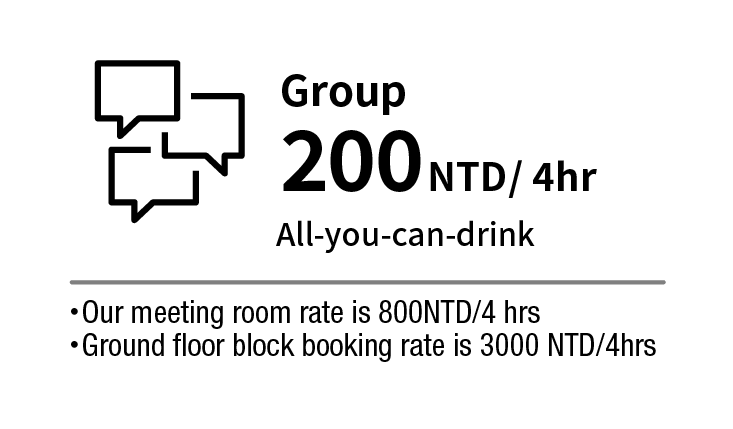 Group
200 NTD/ 4hr
All-you-can-drink
•Our meeting room rate is 800NTD/4 hrs
•Ground floor block booking rate is 3000 NTD/4hrs